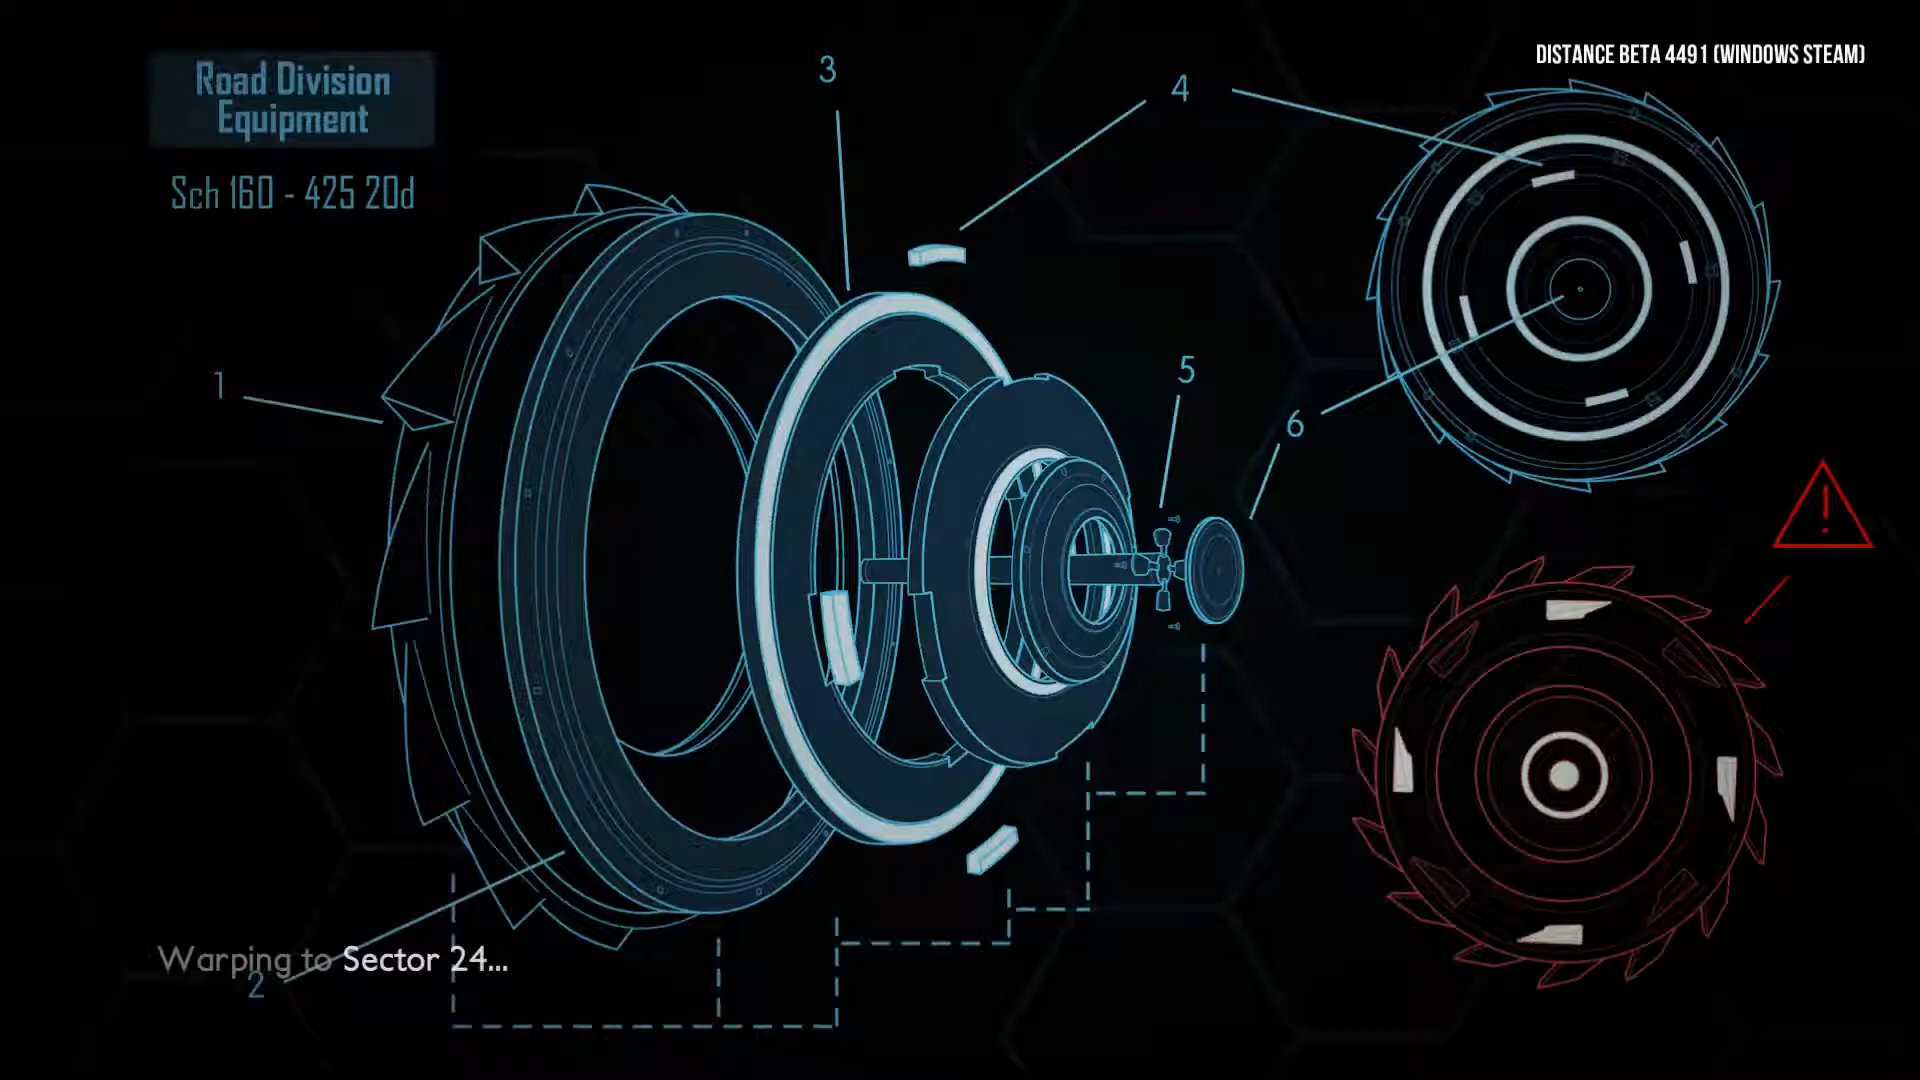 DISTANCE BETA 4491 (WINDOWS STEAM)
Road Division
Equipment
Sch 160 - 425 20d
3
4
1
5
6
Warping to Sector 24...
2